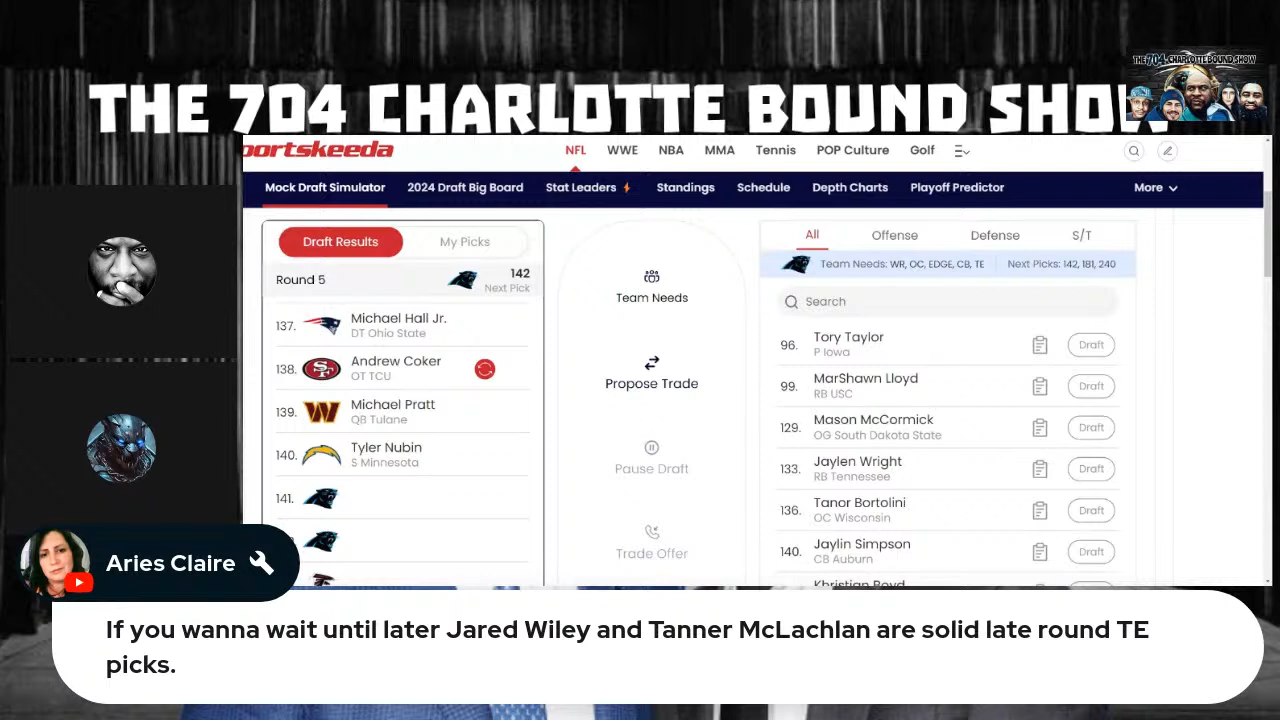 THE 704 CHARLOTTE BOUND SHOW
THE 704 CHARLOTTE BOUND SHOW
portskeeda
NFL WWE NBA MMA Tennis POP Culture Golf
Mock Draft Simulator 2024 Draft Big Board Stat Leaders Standings Schedule Depth Charts Playoff Predictor More
Draft Results My Picks
Round 5 142
Next Pick
137. Michael Hall Jr.
DT Ohio State
138. Andrew Coker
OT TCU
139. Michael Pratt
QB Tulane
140. Tyler Nubin
S Minnesota
141.
Team Needs
Propose Trade
Pause Draft
Trade Offer
All Offense Defense S/T
Team Needs: WR, OC, EDGE, CB, TE Next Picks: 142, 181, 240
Search
96. Tory Taylor Draft
P Iowa
99. MarShawn Lloyd Draft
RB USC
129. Mason McCormick Draft
OG South Dakota State
133. Jaylen Wright Draft
RB Tennessee
136. Tanor Bortolini Draft
OC Wisconsin
140. Jaylin Simpson Draft
CB Auburn
Khristian Boyd
Aries Claire
If you wanna wait until later Jared Wiley and Tanner McLachlan are solid late round TE
picks.